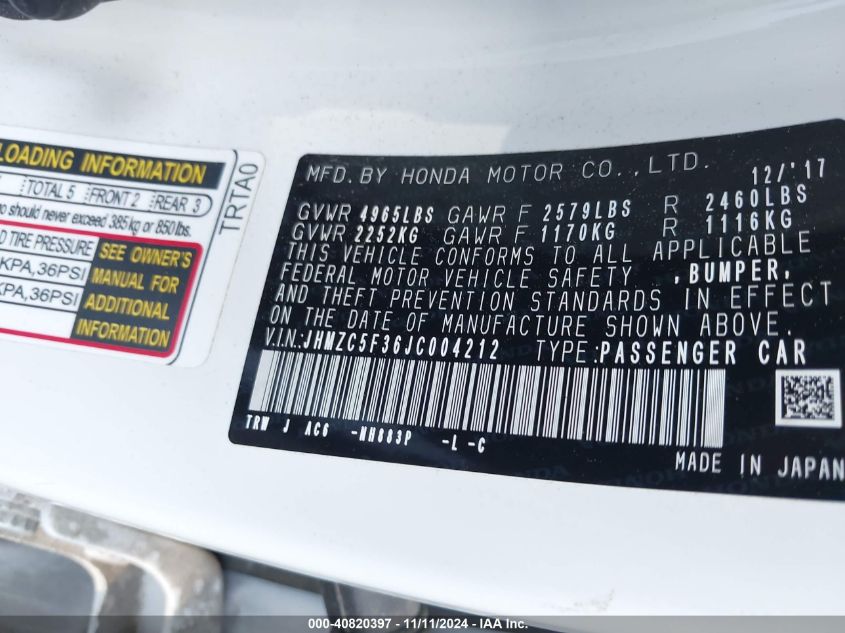 LOADING INFORMATION
TOTAL 5 FRONT 2 REAR 3
should never exceed 385 kg or 850 lbs.
TIRE PRESSURE
SEE OWNER'S
MANUAL FOR
ADDITIONAL
INFORMATION
KPA,36PSI
KPA,36PSI
TRTA0
MFD.BY HONDA MOTOR CO.,LTD. 12/'17
GVWR 4965LBS GAWR F 2579LBS R 2460LBS
GVWR 2252KG GAWR F 1170KG R 1116KG
THIS VEHICLE CONFORMS TO ALL APPLICABLE
FEDERAL MOTOR VEHICLE SAFETY ,BUMPER,
AND THEFT PREVENTION STANDARDS IN EFFECT
ON THE DATE OF MANUFACTURE SHOWN ABOVE.
V.I.N.:JHMZC5F36JC004212 TYPE:PASSENGER CAR
TRW J AC6 -NH883P -L -C
MADE IN JAPAN
000-40820397 - 11/11/2024 - IAA Inc.